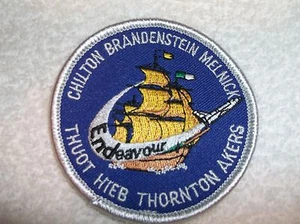 CHILTON BRANDENSTEIN MELNICK
Endeavour
THUOT HIEB THORNTON AKERS